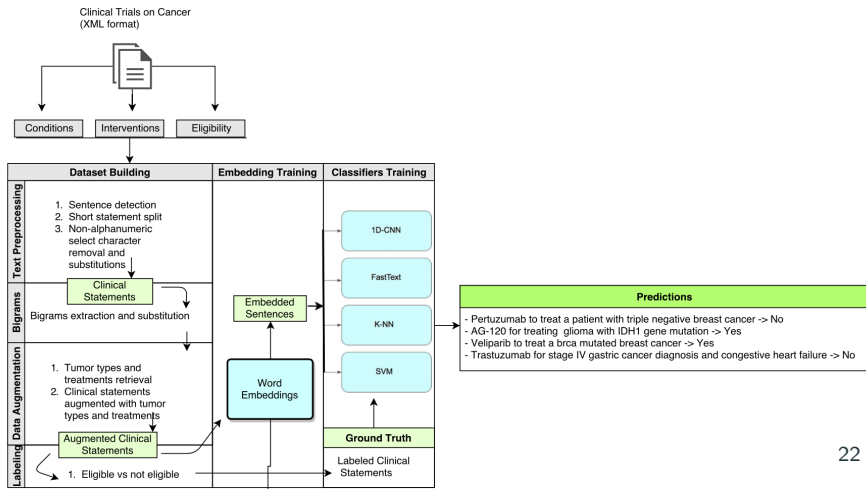 Clinical Trials on Cancer
(XML format)
Conditions
Interventions
Eligibility
Dataset Building
Embedding Training
Classifiers Training
Text Preprocessing
1. Sentence detection
2. Short statement split
3. Non-alphanumeric
select character
removal and
substitutions
Clinical
Statements
Bigrams
Bigrams extraction and substitution
Data Augmentation
1. Tumor types and
treatments retrieval
2. Clinical statements
augmented with tumor
types and treatments
Augmented Clinical
Statements
Labeling
1. Eligible vs not eligible
Embedded
Sentences
Word
Embeddings
1D-CNN
FastText
K-NN
SVM
Ground Truth
Labeled Clinical
Statements
Predictions
- Pertuzumab to treat a patient with triple negative breast cancer -> No
- AG-120 for treating glioma with IDH1 gene mutation -> Yes
- Veliparib to treat a brca mutated breast cancer -> Yes
- Trastuzumab for stage IV gastric cancer diagnosis and congestive heart failure -> No
22